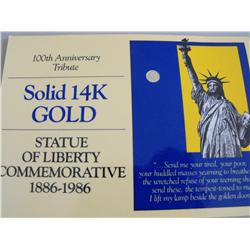 100th Anniversary
Tribute
Solid 14K
GOLD
STATUE
OF LIBERTY
COMMEMORATIVE
1886-1986
"....Send me your tired, your poor,
your huddled masses yearning to breathe
the wretched refuse of your teeming shore
send these, the tempest-tossed to me
I lift my lamp beside the golden door